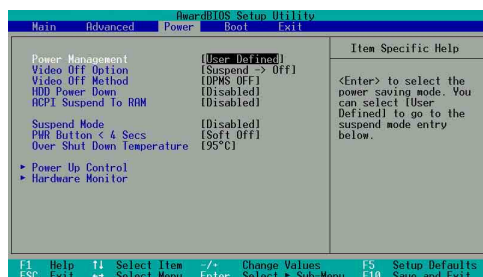 AwardBIOS Setup Utility
Main Advanced Power Boot Exit
Item Specific Help
Power Management [User Defined]
Video Off Option [Suspend -> Off]
Video Off Method [DPMS OFF]
HDD Power Down [Disabled]
ACPI Suspend To RAM [Disabled]
Suspend Mode [Disabled]
PWR Button < 4 Secs [Soft Off]
Over Shut Down Temperature [95°C]
► Power Up Control
► Hardware Monitor
<Enter> to select the
power saving mode. You
can select [User
Defined] to go to the
suspend mode entry
below.
F1 Help ↑↓ Select Item -/+ Change Values F5 Setup Defaults
ESC Exit ←→ Select Menu Enter Select ► Sub-Menu F10 Save and Exit